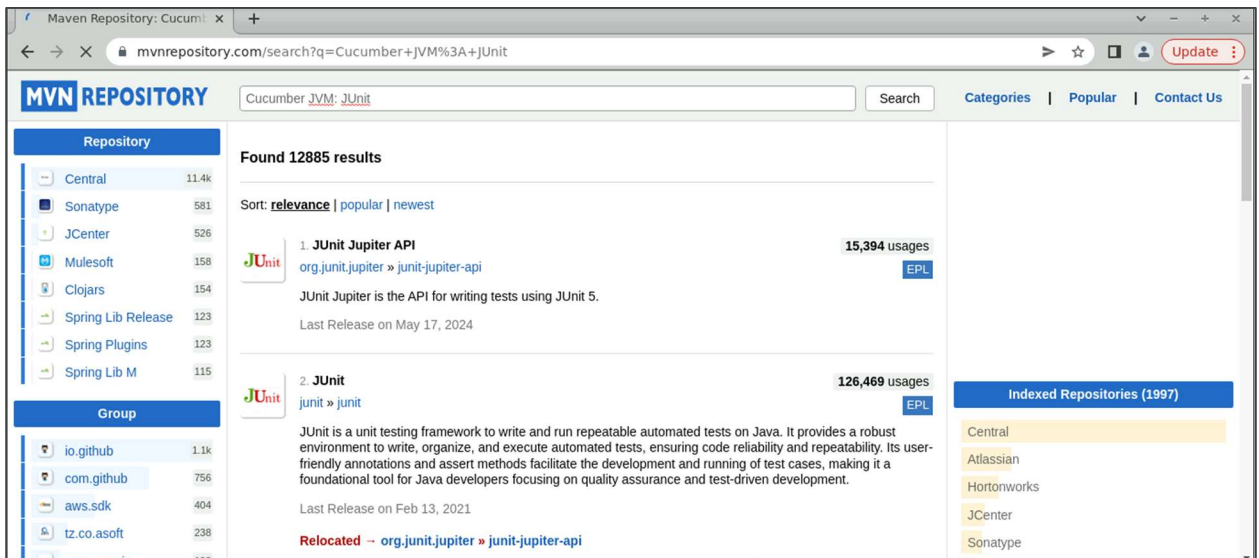 Maven Repository: Cucumb
mvnrepository.com/search?q=Cucumber+JVM%3A+JUnit
Update
MVN REPOSITORY
Cucumber JVM: JUnit
Search
Categories | Popular | Contact Us
Repository
Central 11.4k
Sonatype 581
JCenter 526
Mulesoft 158
Clojars 154
Spring Lib Release 123
Spring Plugins 123
Spring Lib M 115
Group
io.github 1.1k
com.github 756
aws.sdk 404
tz.co.asoft 238
Found 12885 results
Sort: relevance | popular | newest
JUnit
1. JUnit Jupiter API
15,394 usages
org.junit.jupiter » junit-jupiter-api
EPL
JUnit Jupiter is the API for writing tests using JUnit 5.
Last Release on May 17, 2024
JUnit
2. JUnit
126,469 usages
junit » junit
EPL
JUnit is a unit testing framework to write and run repeatable automated tests on Java. It provides a robust
environment to write, organize, and execute automated tests, ensuring code reliability and repeatability. Its user-
friendly annotations and assert methods facilitate the development and running of test cases, making it a
foundational tool for Java developers focusing on quality assurance and test-driven development.
Last Release on Feb 13, 2021
Relocated → org.junit.jupiter » junit-jupiter-api
Indexed Repositories (1997)
Central
Atlassian
Hortonworks
JCenter
Sonatype